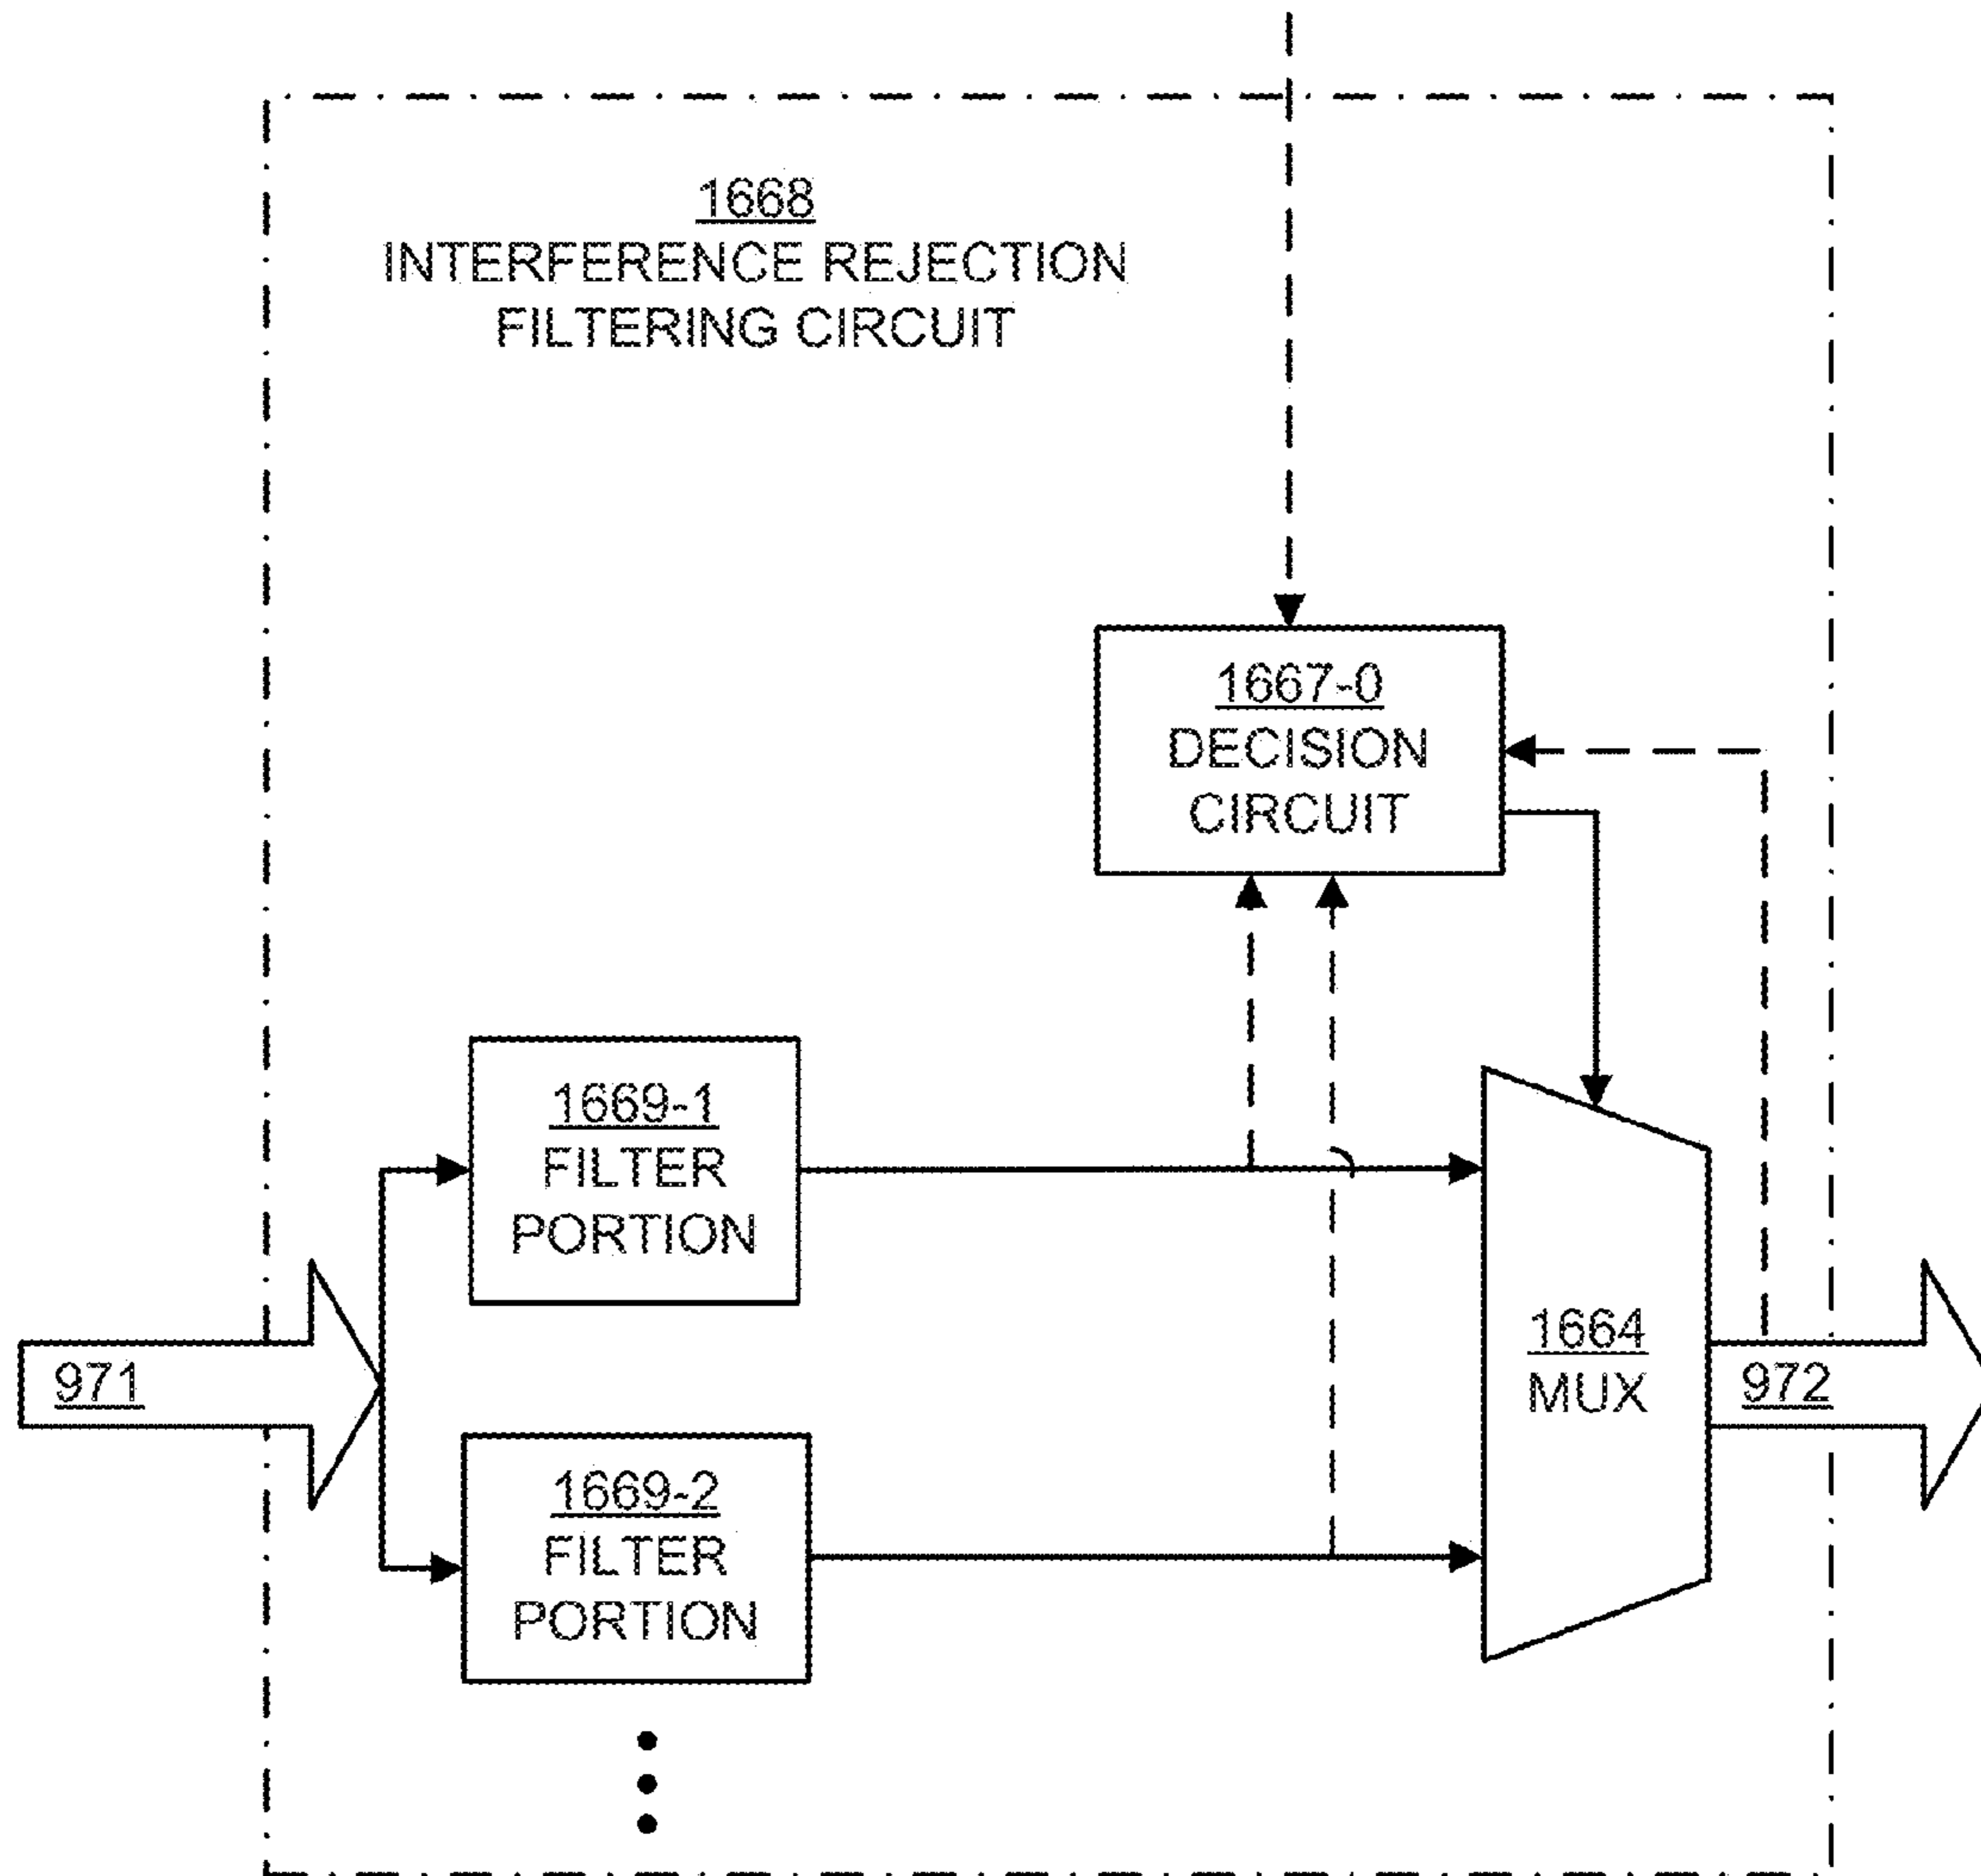 1668
INTERFERENCE REJECTION
FILTERING CIRCUIT
1667-0
DECISION
CIRCUIT
1669-1
FILTER
PORTION
971
1664
MUX
972
1669-2
FILTER
PORTION